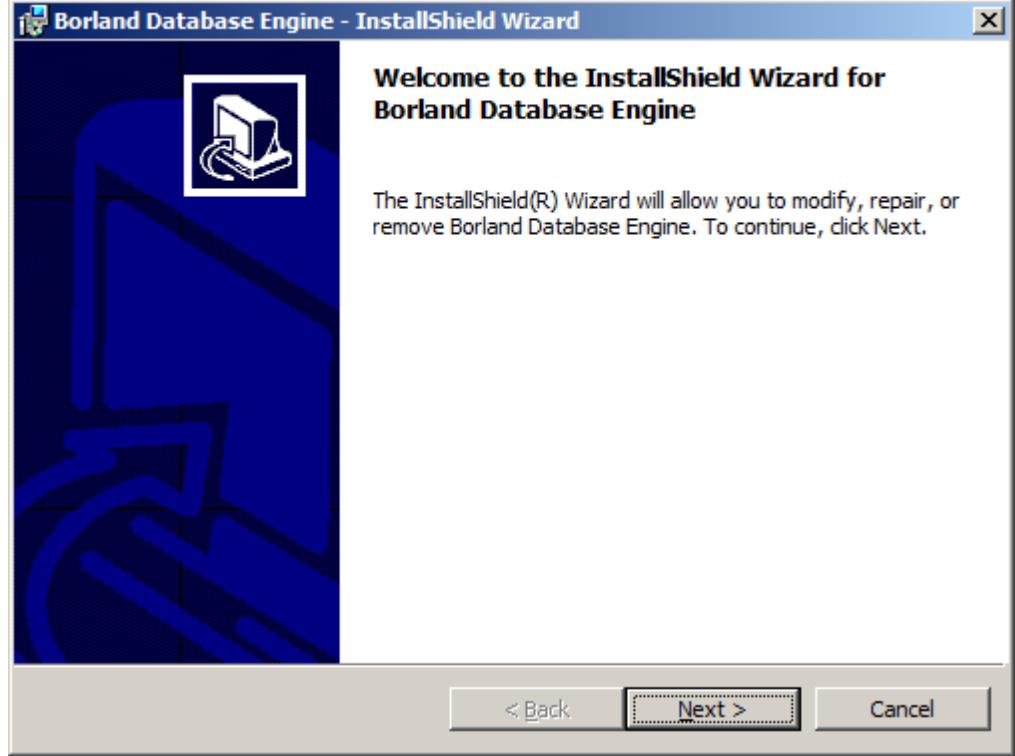 Borland Database Engine - InstallShield Wizard
Welcome to the InstallShield Wizard for
Borland Database Engine
The InstallShield(R) Wizard will allow you to modify, repair, or
remove Borland Database Engine. To continue, click Next.
< Back
Next >
Cancel